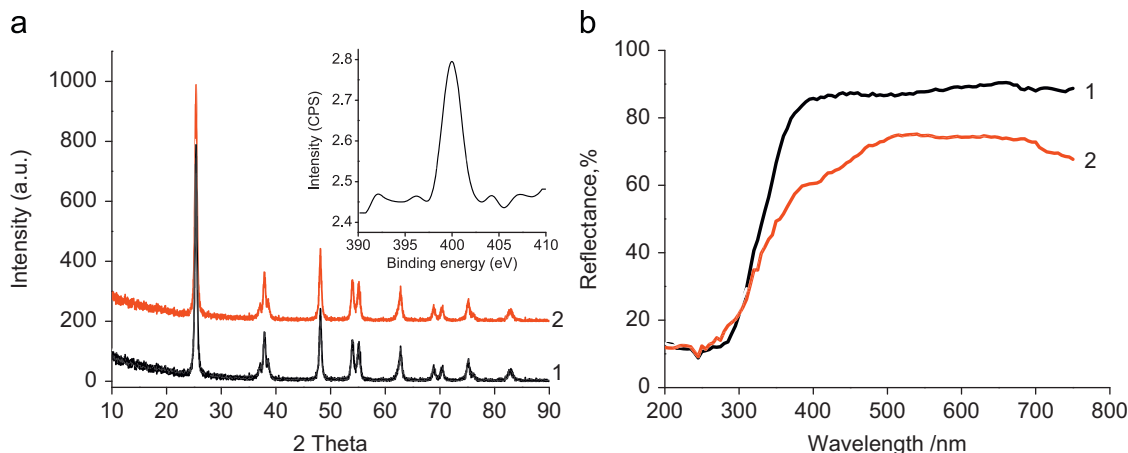 a
1000
800
600
400
200
0
Intensity (a.u.)
10 20 30 40 50 60 70 80 90
2 Theta
2
1
2.8
2.7
2.6
2.5
2.4
Intensity (CPS)
390 395 400 405 410
Binding energy (eV)
b
100
80
60
40
20
0
Reflectance,%
200 300 400 500 600 700 800
Wavelength /nm
1
2